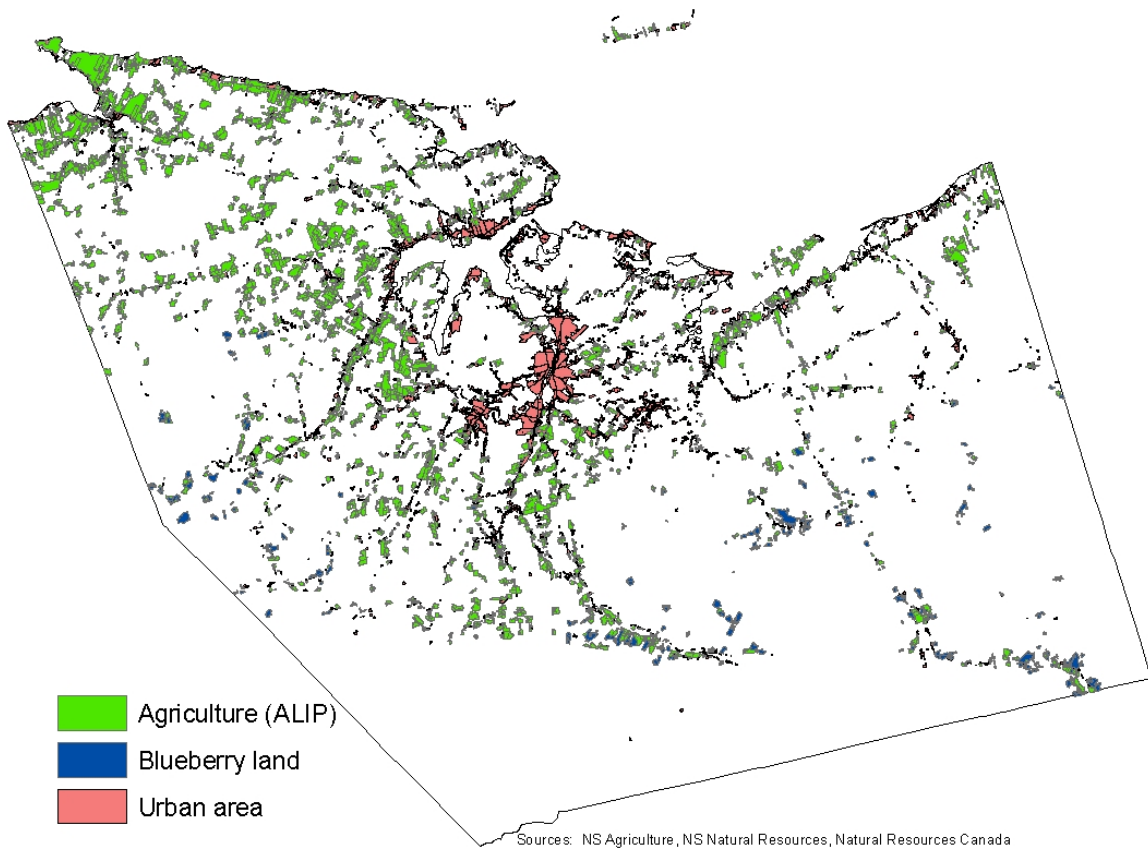 Agriculture (ALIP)
Blueberry land
Urban area
Sources: NS Agriculture, NS Natural Resources, Natural Resources Canada